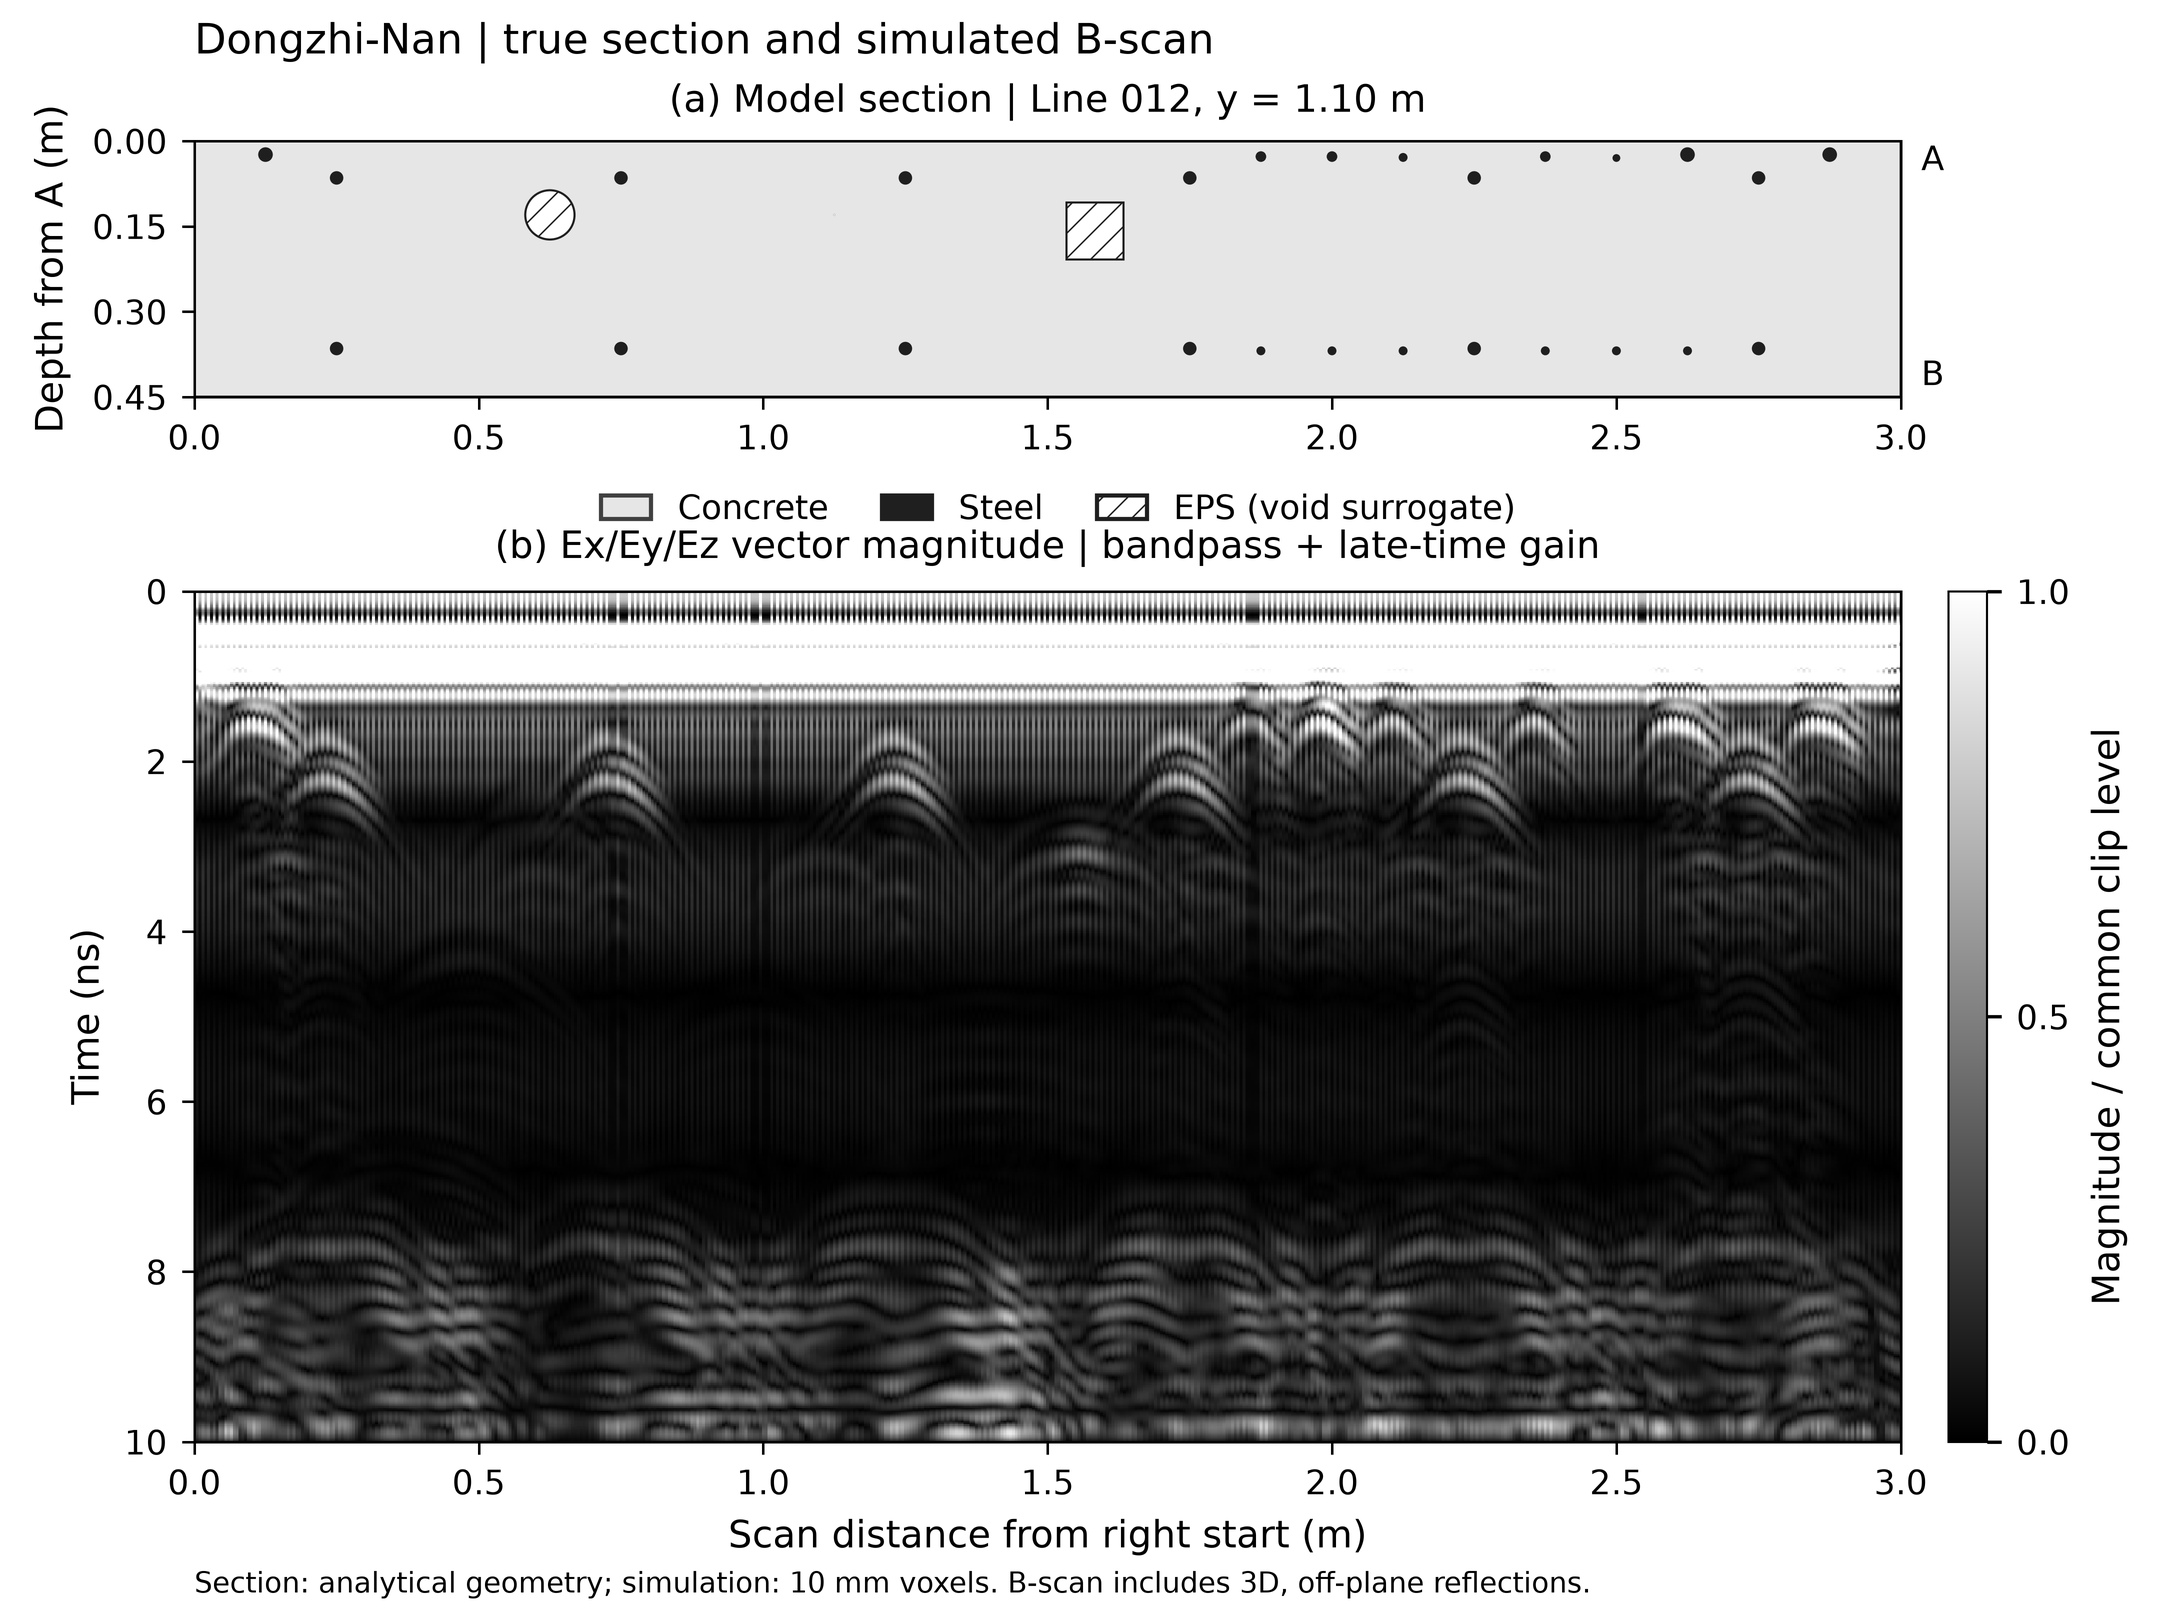 Dongzhi-Nan | true section and simulated B-scan
(a) Model section | Line 012, y = 1.10 m
Depth from A (m)
0.00
0.15
0.30
0.45
A
B
0.0 0.5 1.0 1.5 2.0 2.5 3.0
Concrete Steel EPS (void surrogate)
(b) Ex/Ey/Ez vector magnitude | bandpass + late-time gain
Time (ns)
0
2
4
6
8
10
0.0 0.5 1.0 1.5 2.0 2.5 3.0
Scan distance from right start (m)
1.0
0.5
0.0
Magnitude / common clip level
Section: analytical geometry; simulation: 10 mm voxels. B-scan includes 3D, off-plane reflections.